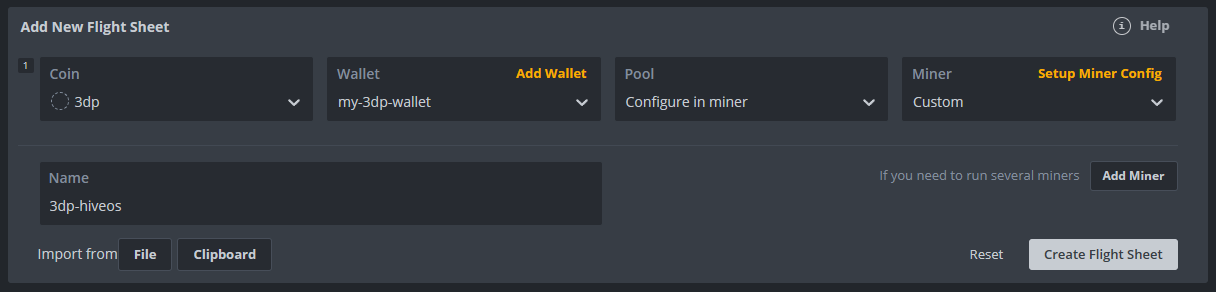 Add New Flight Sheet
i Help
1
Coin
3dp
Wallet Add Wallet
my-3dp-wallet
Pool
Configure in miner
Miner Setup Miner Config
Custom
Name
3dp-hiveos
If you need to run several miners Add Miner
Import from File Clipboard
Reset Create Flight Sheet